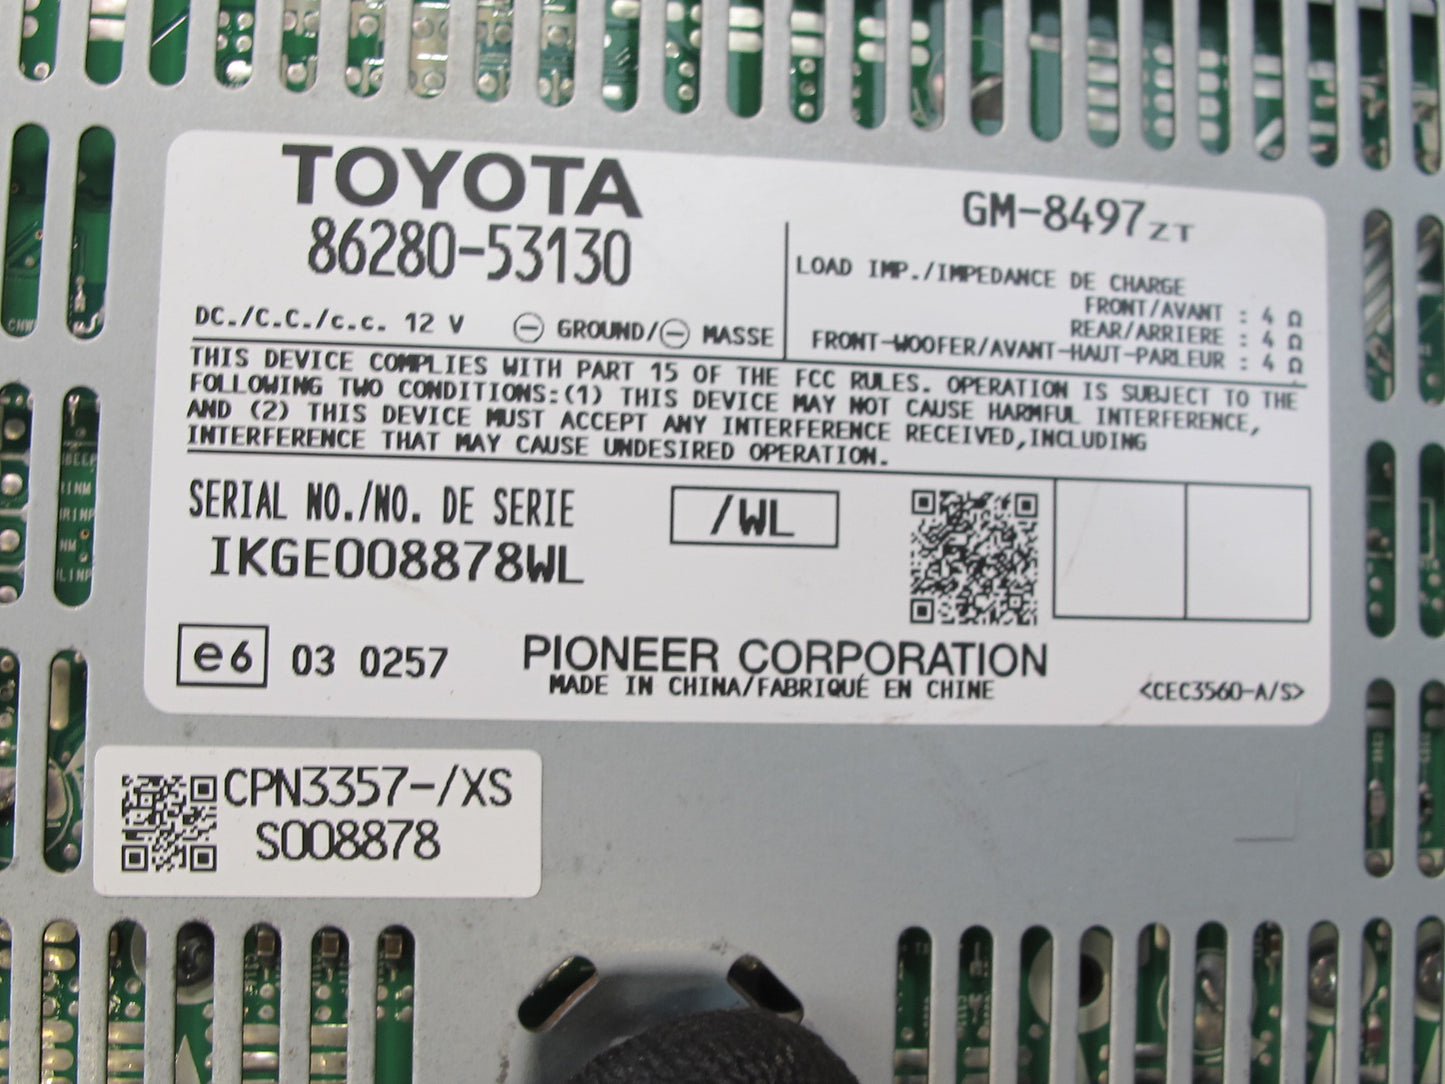 TOYOTA
86280-53130
DC./C.C./c.c. 12 V ⊖ GROUND/⊖ MASSE
GM-8497ZT
LOAD IMP./IMPEDANCE DE CHARGE
FRONT/AVANT : 4 Ω
REAR/ARRIERE : 4 Ω
FRONT-WOOFER/AVANT-HAUT-PARLEUR : 4 Ω
THIS DEVICE COMPLIES WITH PART 15 OF THE FCC RULES. OPERATION IS SUBJECT TO THE
FOLLOWING TWO CONDITIONS:(1) THIS DEVICE MAY NOT CAUSE HARMFUL INTERFERENCE,
AND (2) THIS DEVICE MUST ACCEPT ANY INTERFERENCE RECEIVED,INCLUDING
INTERFERENCE THAT MAY CAUSE UNDESIRED OPERATION.
SERIAL NO./NO. DE SERIE
IKGE008878WL
/WL
e6 03 0257
PIONEER CORPORATION
MADE IN CHINA/FABRIQUÉ EN CHINE
<CEC3560-A/S>
CPN3357-/XS
S008878